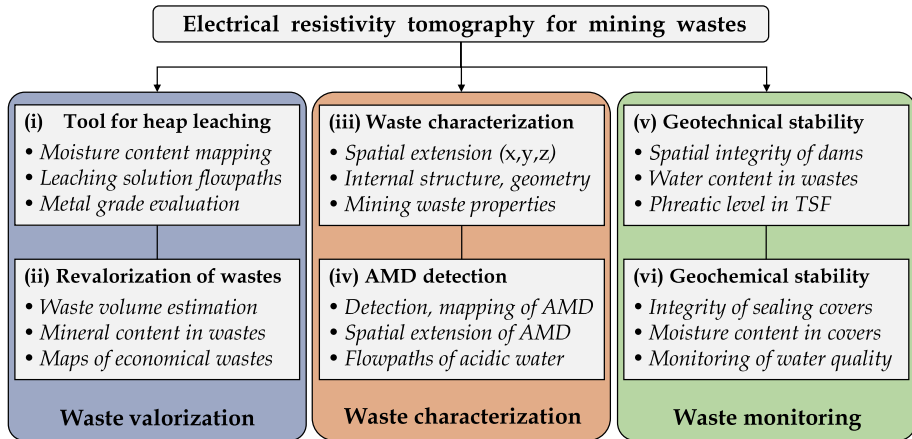 Electrical resistivity tomography for mining wastes
(i) Tool for heap leaching
• Moisture content mapping
• Leaching solution flowpaths
• Metal grade evaluation
(ii) Revalorization of wastes
• Waste volume estimation
• Mineral content in wastes
• Maps of economical wastes
Waste valorization
(iii) Waste characterization
• Spatial extension (x,y,z)
• Internal structure, geometry
• Mining waste properties
(iv) AMD detection
• Detection, mapping of AMD
• Spatial extension of AMD
• Flowpaths of acidic water
Waste characterization
(v) Geotechnical stability
• Spatial integrity of dams
• Water content in wastes
• Phreatic level in TSF
(vi) Geochemical stability
• Integrity of sealing covers
• Moisture content in covers
• Monitoring of water quality
Waste monitoring